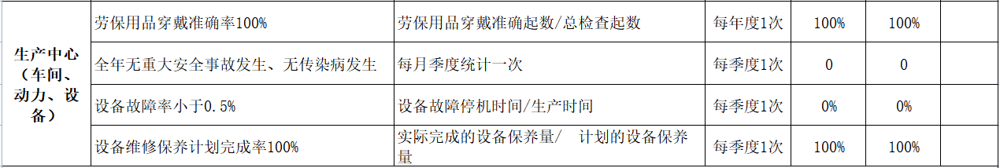 劳保用品穿戴准确率100% 劳保用品穿戴准确起数/总检查起数 每年度1次 100% 100%
生产中心
（车间、
动力、设
备）
全年无重大安全事故发生、无传染病发生 每月季度统计一次 每季度1次 0 0
设备故障率小于0.5% 设备故障停机时间/生产时间 每季度1次 0% 0%
设备维修保养计划完成率100% 实际完成的设备保养量/ 计划的设备保养
量 每季度1次 100% 100%